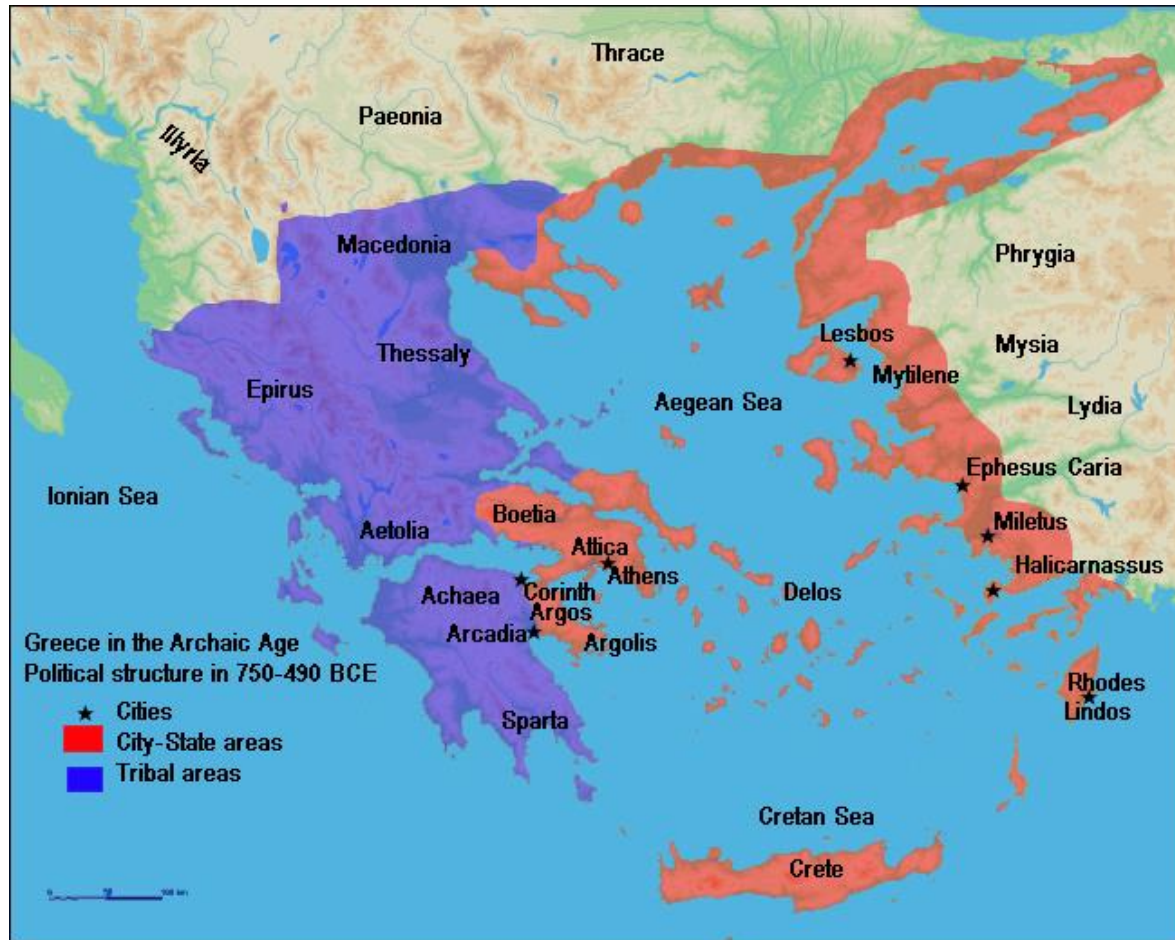 Thrace
Paeonia
Illyria
Macedonia
Phrygia
Lesbos
Mysia
Thessaly
Mytilene
Epirus
Aegean Sea
Lydia
Ephesus Caria
Ionian Sea
Boetia
Miletus
Aetolia
Attica
Halicarnassus
Athens
Achaea
Corinth
Delos
Argos
Arcadia
Argolis
Greece in the Archaic Age
Political structure in 750-490 BCE
Rhodes
Cities
Lindos
Sparta
City-State areas
Tribal areas
Cretan Sea
Crete